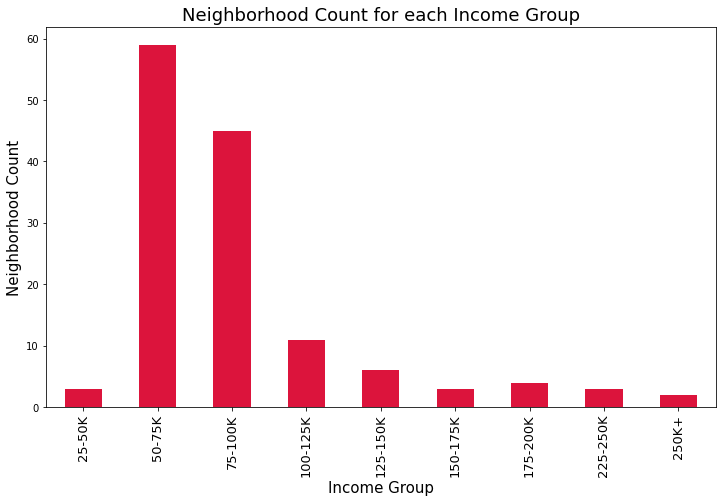 Neighborhood Count for each Income Group
Neighborhood Count
60
50
40
30
20
10
0
25-50K
50-75K
75-100K
100-125K
125-150K
150-175K
175-200K
225-250K
250K+
Income Group